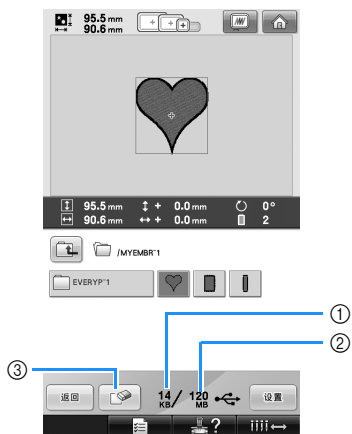 95.5 mm
90.6 mm
95.5 mm + 0.0 mm 0°
90.6 mm + 0.0 mm 2
/MYEMBR~1
EVERYP~1
①
②
③
返回 14 KB / 120 MB 设置
?